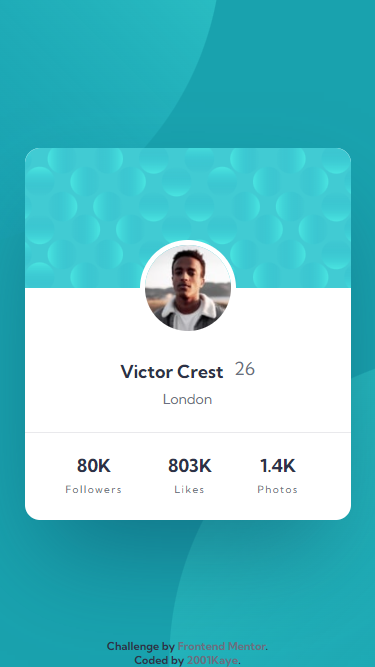 Victor Crest 26
London
80K 803K 1.4K
Followers Likes Photos
Challenge by Frontend Mentor.
Coded by 2001Kaye.